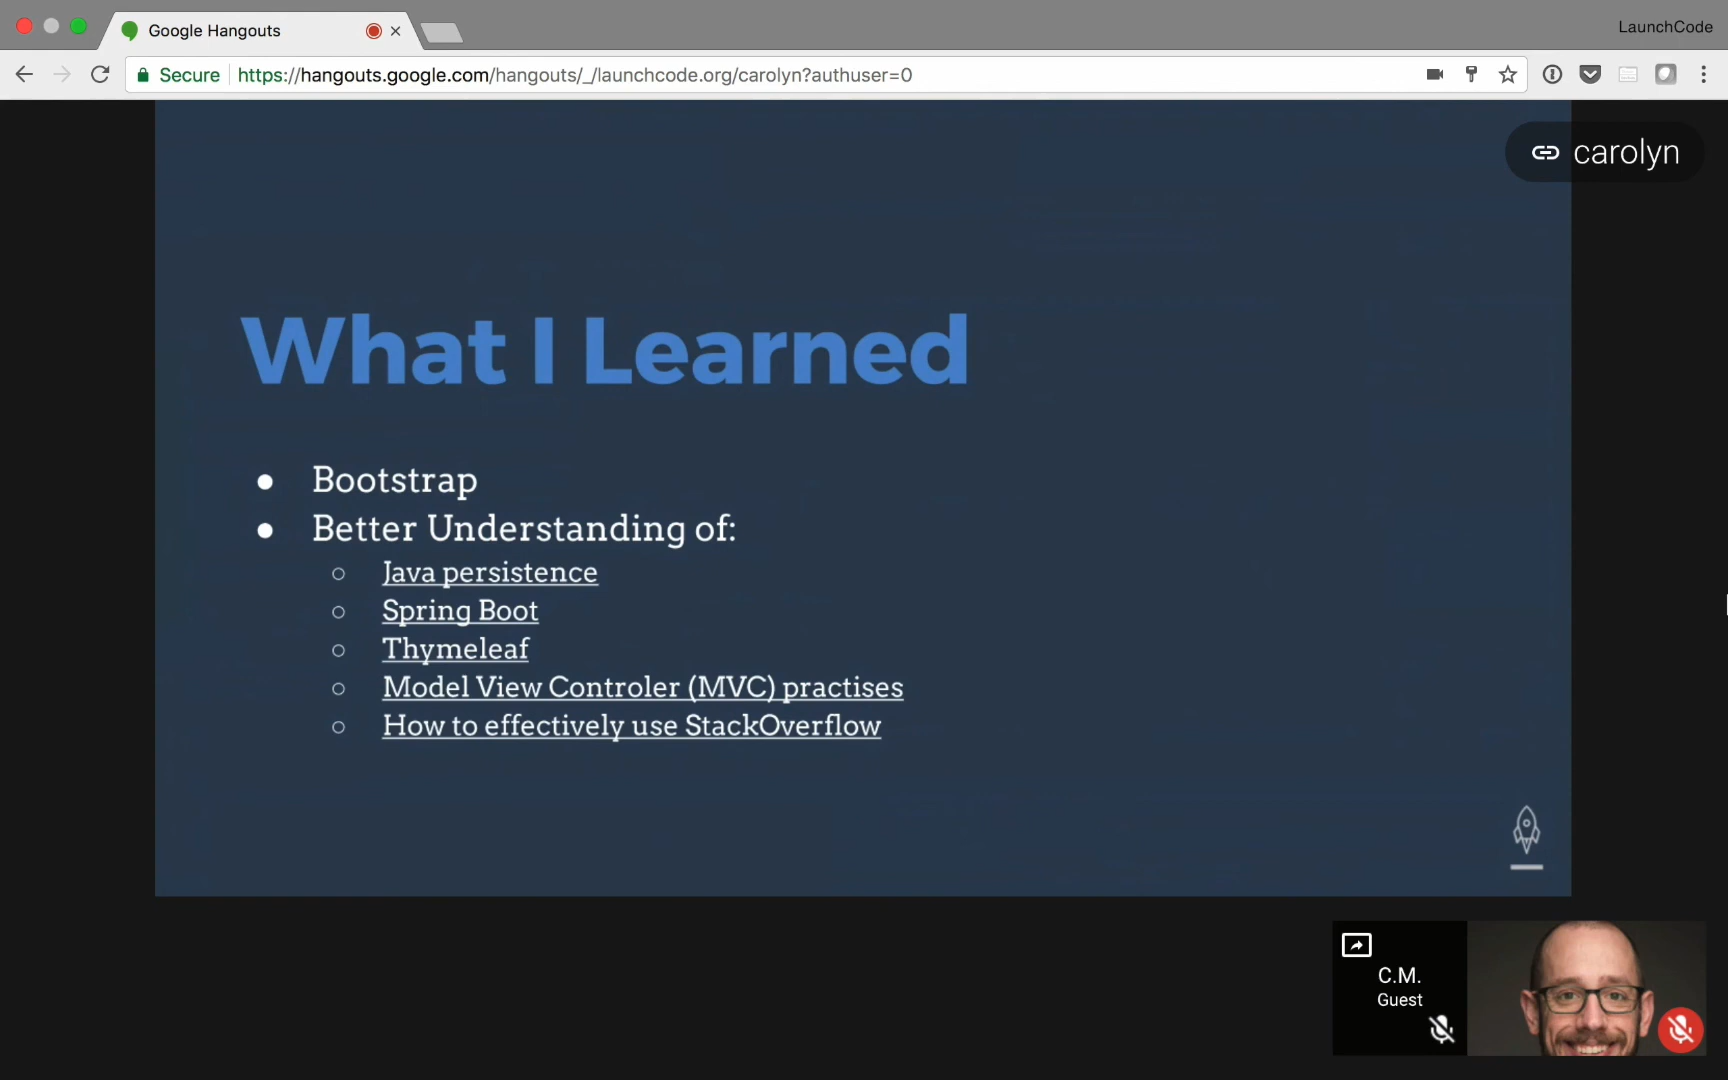 Google Hangouts
LaunchCode
Secure https://hangouts.google.com/hangouts/_/launchcode.org/carolyn?authuser=0
carolyn
What I Learned
● Bootstrap
● Better Understanding of:
○ Java persistence
○ Spring Boot
○ Thymeleaf
○ Model View Controler (MVC) practises
○ How to effectively use StackOverflow
C.M.
Guest